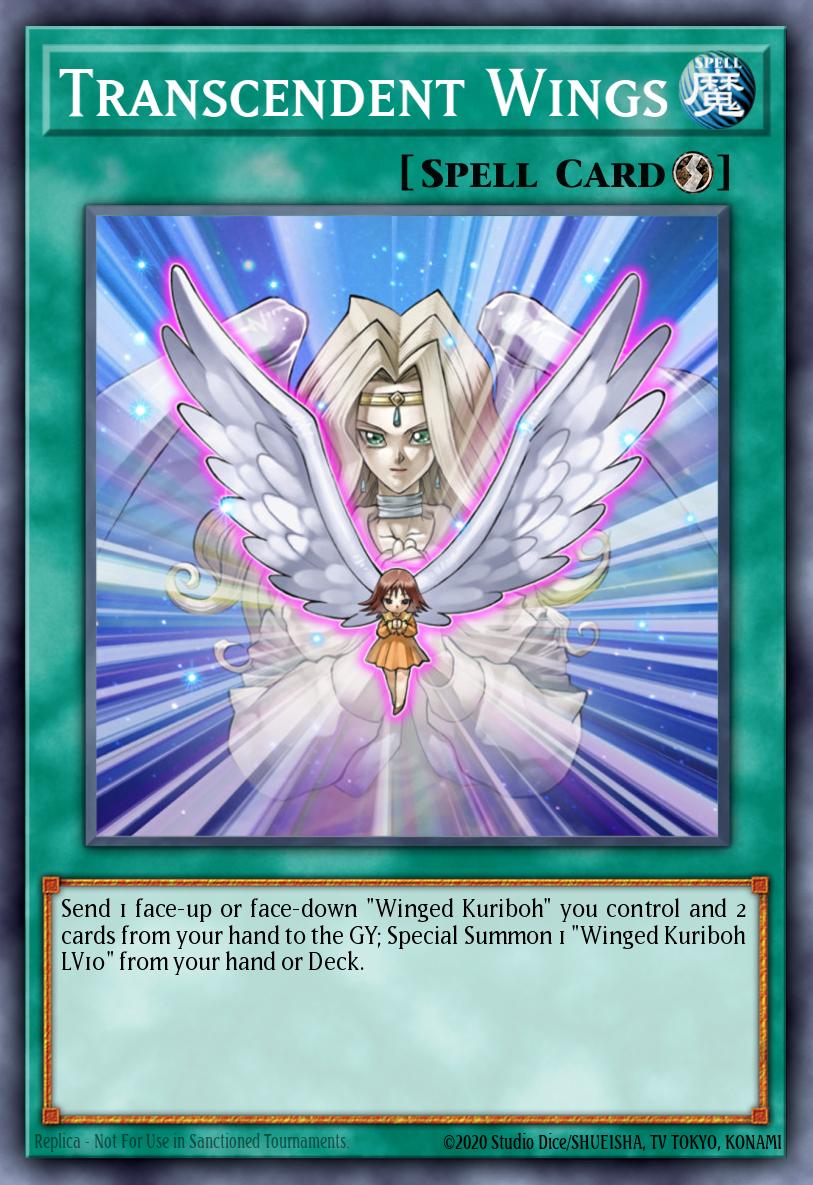 TRANSCENDENT WINGS
SPELL
魔
[SPELL CARD]
Send 1 face-up or face-down "Winged Kuriboh" you control and 2
cards from your hand to the GY; Special Summon 1 "Winged Kuriboh
LV10" from your hand or Deck.
Replica - Not For Use in Sanctioned Tournaments.
©2020 Studio Dice/SHUEISHA, TV TOKYO, KONAMI